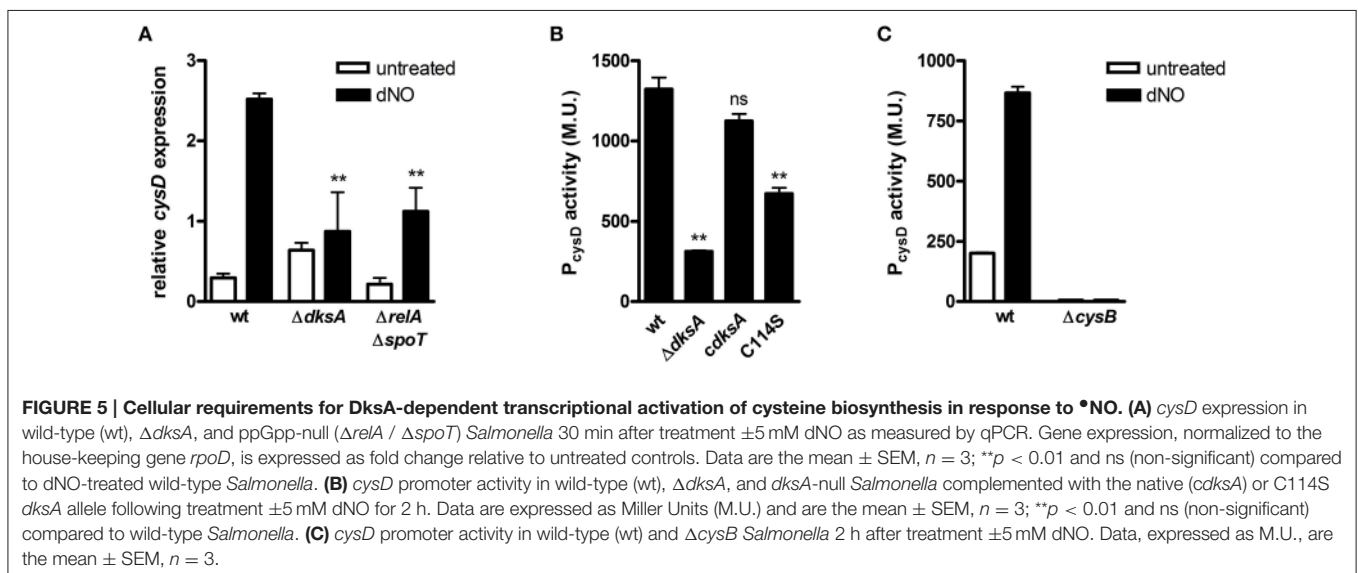 A
relative cysD expression
3
2
1
0
untreated
dNO
**
**
wt
ΔdksA
ΔrelA
ΔspoT
B
PcysD activity (M.U.)
1500
1000
500
0
**
ns
**
wt
ΔdksA
cdksA
C114S
C
PcysD activity (M.U.)
1000
750
500
250
0
untreated
dNO
wt
ΔcysB
FIGURE 5 | Cellular requirements for DksA-dependent transcriptional activation of cysteine biosynthesis in response to •NO. (A) cysD expression in
wild-type (wt), ΔdksA, and ppGpp-null (ΔrelA / ΔspoT) Salmonella 30 min after treatment ±5 mM dNO as measured by qPCR. Gene expression, normalized to the
house-keeping gene rpoD, is expressed as fold change relative to untreated controls. Data are the mean ± SEM, n = 3; **p < 0.01 and ns (non-significant) compared
to dNO-treated wild-type Salmonella. (B) cysD promoter activity in wild-type (wt), ΔdksA, and dksA-null Salmonella complemented with the native (cdksA) or C114S
dksA allele following treatment ±5 mM dNO for 2 h. Data are expressed as Miller Units (M.U.) and are the mean ± SEM, n = 3; **p < 0.01 and ns (non-significant)
compared to wild-type Salmonella. (C) cysD promoter activity in wild-type (wt) and ΔcysB Salmonella 2 h after treatment ±5 mM dNO. Data, expressed as M.U., are
the mean ± SEM, n = 3.